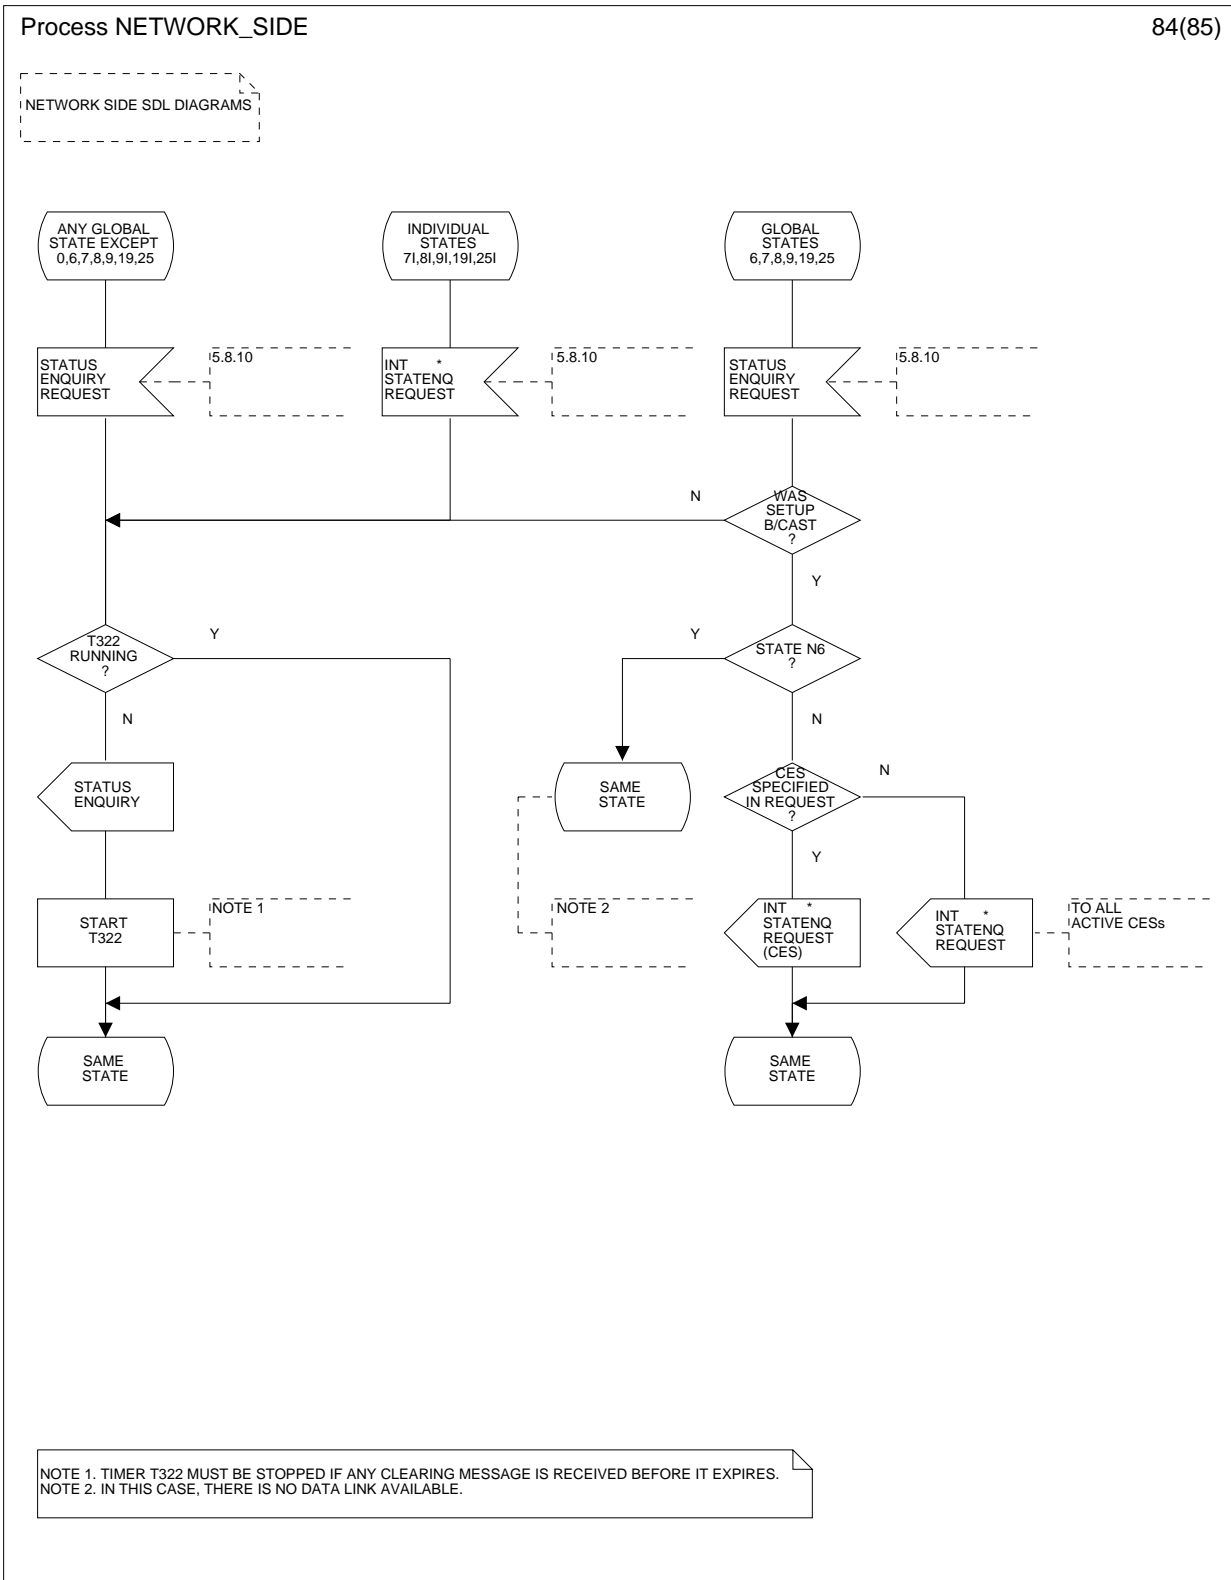 Process NETWORK_SIDE
84(85)
NETWORK SIDE SDL DIAGRAMS
ANY GLOBAL
STATE EXCEPT
0,6,7,8,9,19,25
INDIVIDUAL
STATES
7I,8I,9I,19I,25I
GLOBAL
STATES
6,7,8,9,19,25
STATUS
ENQUIRY
REQUEST
5.8.10
INT *
STATENQ
REQUEST
5.8.10
STATUS
ENQUIRY
REQUEST
5.8.10
N
WAS
SETUP
B/CAST
?
Y
T322
RUNNING
?
Y
N
Y
STATE N6
?
N
STATUS
ENQUIRY
SAME
STATE
CES
SPECIFIED
IN REQUEST
?
N
Y
START
T322
NOTE 1
NOTE 2
INT *
STATENQ
REQUEST
(CES)
INT *
STATENQ
REQUEST
TO ALL
ACTIVE CESs
SAME
STATE
SAME
STATE
NOTE 1. TIMER T322 MUST BE STOPPED IF ANY CLEARING MESSAGE IS RECEIVED BEFORE IT EXPIRES.
NOTE 2. IN THIS CASE, THERE IS NO DATA LINK AVAILABLE.